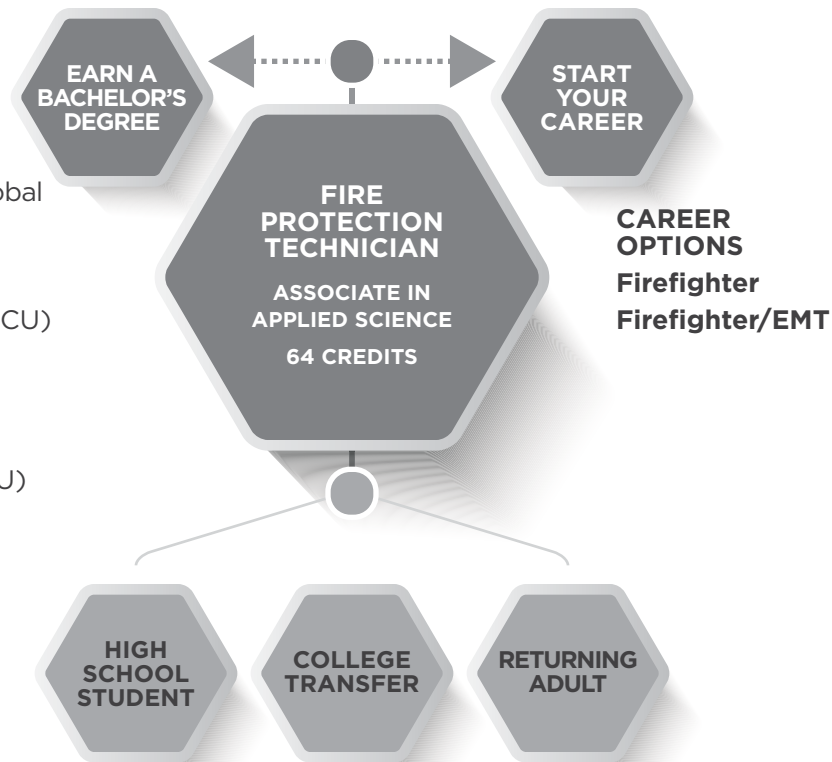 EARN A
BACHELOR'S
DEGREE
START
YOUR
CAREER
FIRE
PROTECTION
TECHNICIAN
ASSOCIATE IN
APPLIED SCIENCE
64 CREDITS
CAREER
OPTIONS
Firefighter
Firefighter/EMT
CU)
HIGH
SCHOOL
STUDENT
COLLEGE
TRANSFER
RETURNING
ADULT